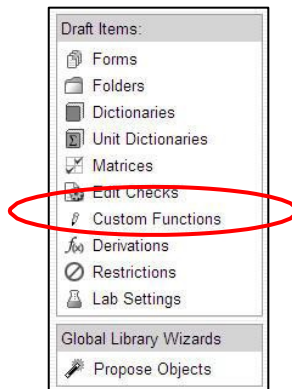 Draft Items:
Forms
Folders
Dictionaries
Unit Dictionaries
Matrices
Edit Checks
Custom Functions
f(x) Derivations
Restrictions
Lab Settings
Global Library Wizards
Propose Objects